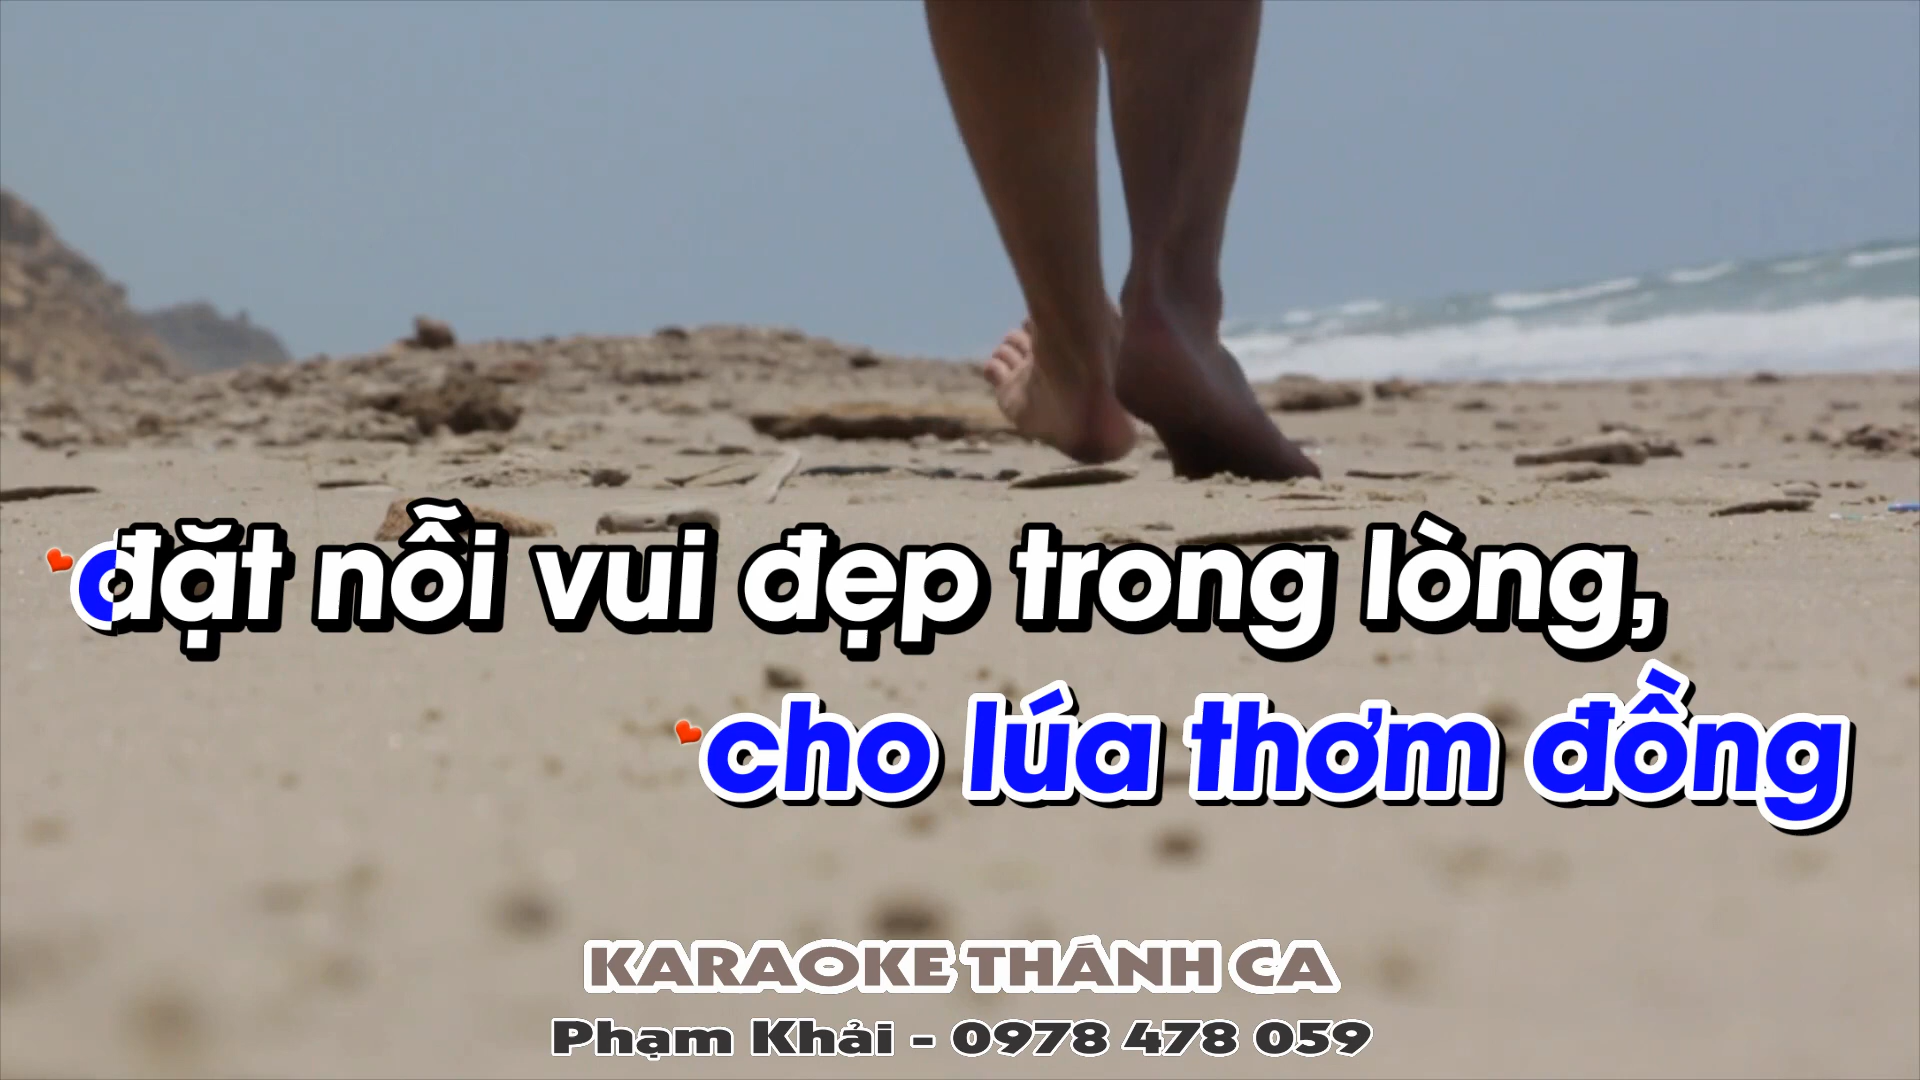 đặt nỗi vui đẹp trong lòng,
cho lúa thơm đồng
KARAOKE THÁNH CA
Phạm Khải - 0978 478 059